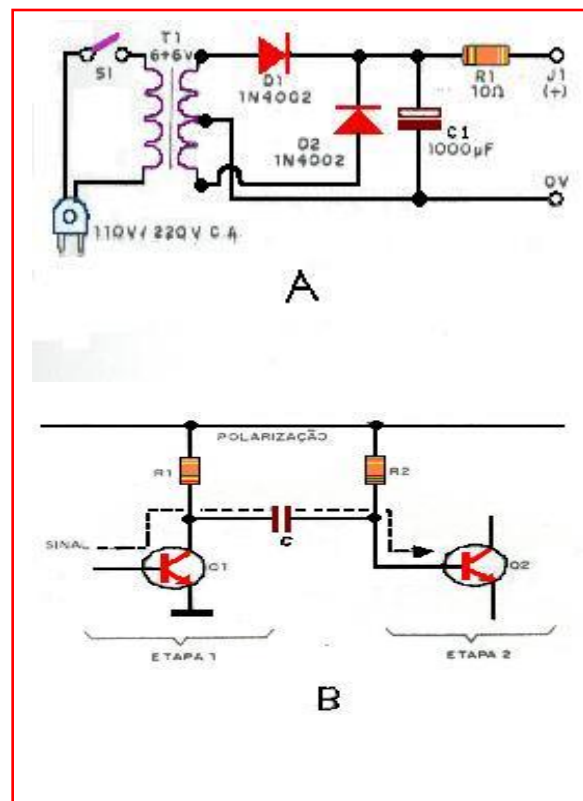 T1
6+6V
S1
D1
1N4002
D2
1N4002
C1
1000µF
R1
10Ω
J1
(+)
0V
110V/220V C.A.
A
POLARIZAÇÃO
R1
R2
C
SINAL
Q1
Q2
ETAPA 1
ETAPA 2
B